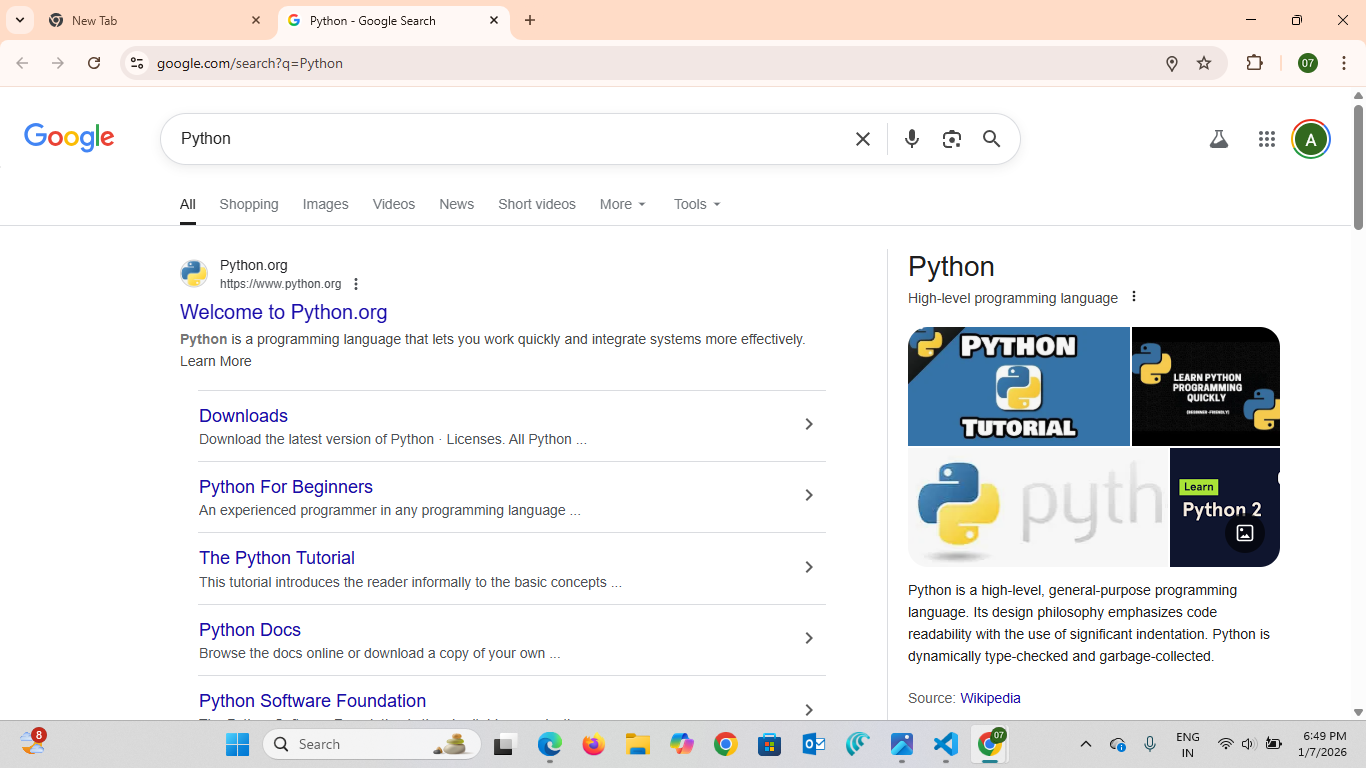 New Tab
Python - Google Search
google.com/search?q=Python
07
Google
Python
A
All
Shopping
Images
Videos
News
Short videos
More
Tools
Python.org
https://www.python.org
Welcome to Python.org
Python is a programming language that lets you work quickly and integrate systems more effectively.
Learn More
Downloads
Download the latest version of Python · Licenses. All Python ...
Python For Beginners
An experienced programmer in any programming language ...
The Python Tutorial
This tutorial introduces the reader informally to the basic concepts ...
Python Docs
Browse the docs online or download a copy of your own ...
Python Software Foundation
Python
High-level programming language
PYTHON
TUTORIAL
LEARN PYTHON
PROGRAMMING
QUICKLY
(BEGINNER -FRIENDLY)
pyth
Learn
Python 2
Python is a high-level, general-purpose programming
language. Its design philosophy emphasizes code
readability with the use of significant indentation. Python is
dynamically type-checked and garbage-collected.
Source: Wikipedia
8
Search
07
ENG
IN
6:49 PM
1/7/2026